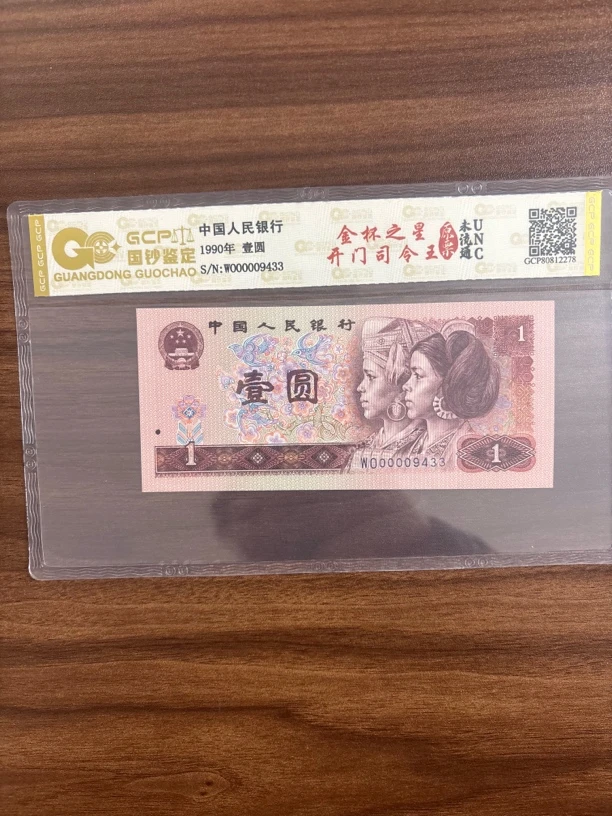 GCP
国钞鉴定
GUANGDONG GUOCHAO
中国人民银行
1990年 壹圆
S/N:W000009433
金杯之星
开门司令王
原票
未流通
UNC
GCP80812278
中国人民银行
1
壹圆
1
W000009433
1